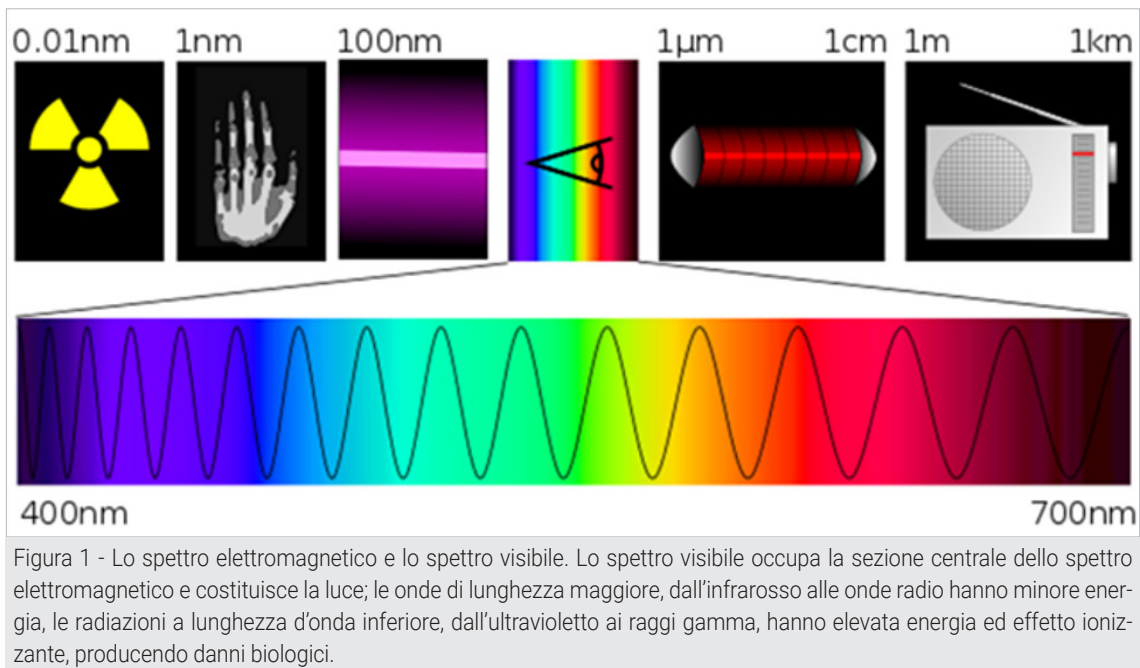 0.01nm 1nm 100nm 1µm 1cm 1m 1km
400nm 700nm
Figura 1 - Lo spettro elettromagnetico e lo spettro visibile. Lo spettro visibile occupa la sezione centrale dello spettro
elettromagnetico e costituisce la luce; le onde di lunghezza maggiore, dall’infrarosso alle onde radio hanno minore ener-
gia, le radiazioni a lunghezza d’onda inferiore, dall’ultravioletto ai raggi gamma, hanno elevata energia ed effetto ioniz-
zante, producendo danni biologici.